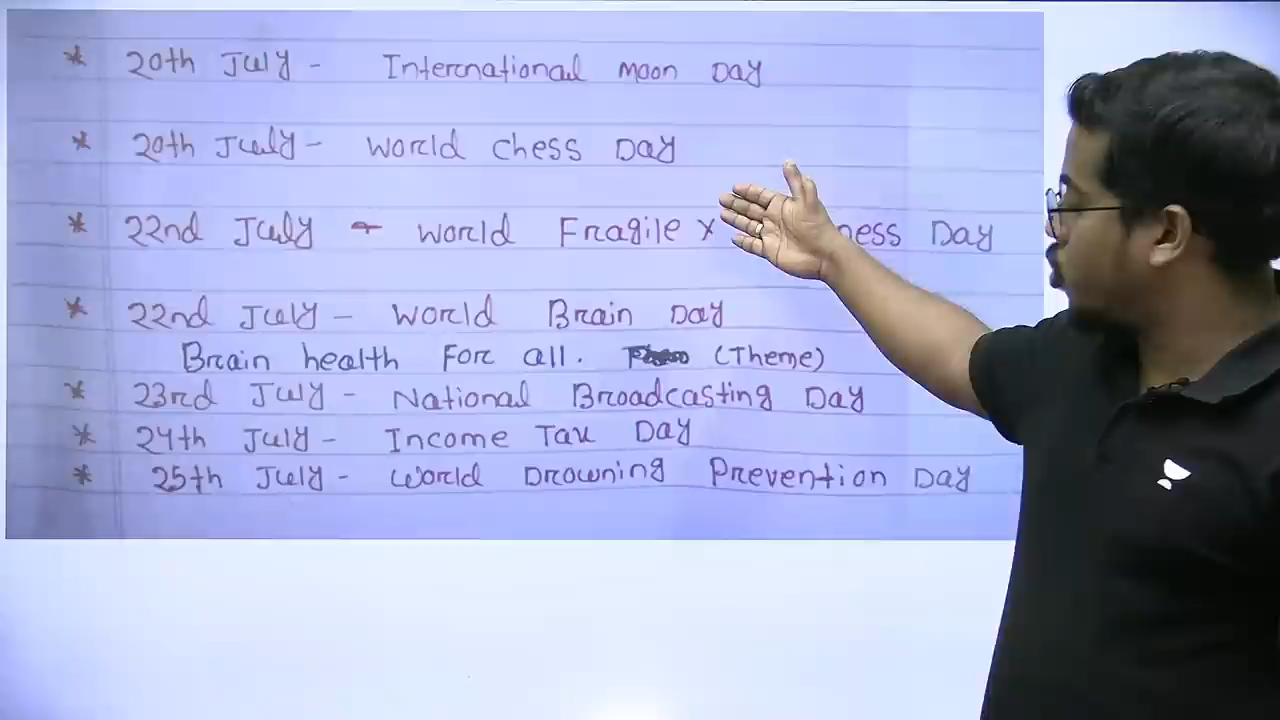 * 20th July - International Moon Day
* 20th July - World Chess Day
* 22nd July - World Fragile X ness Day
* 22nd July - World Brain Day
Brain health For all. (Theme)
* 23rd July - National Broadcasting Day
* 24th July - Income Tax Day
* 25th July - World Drowning Prevention Day